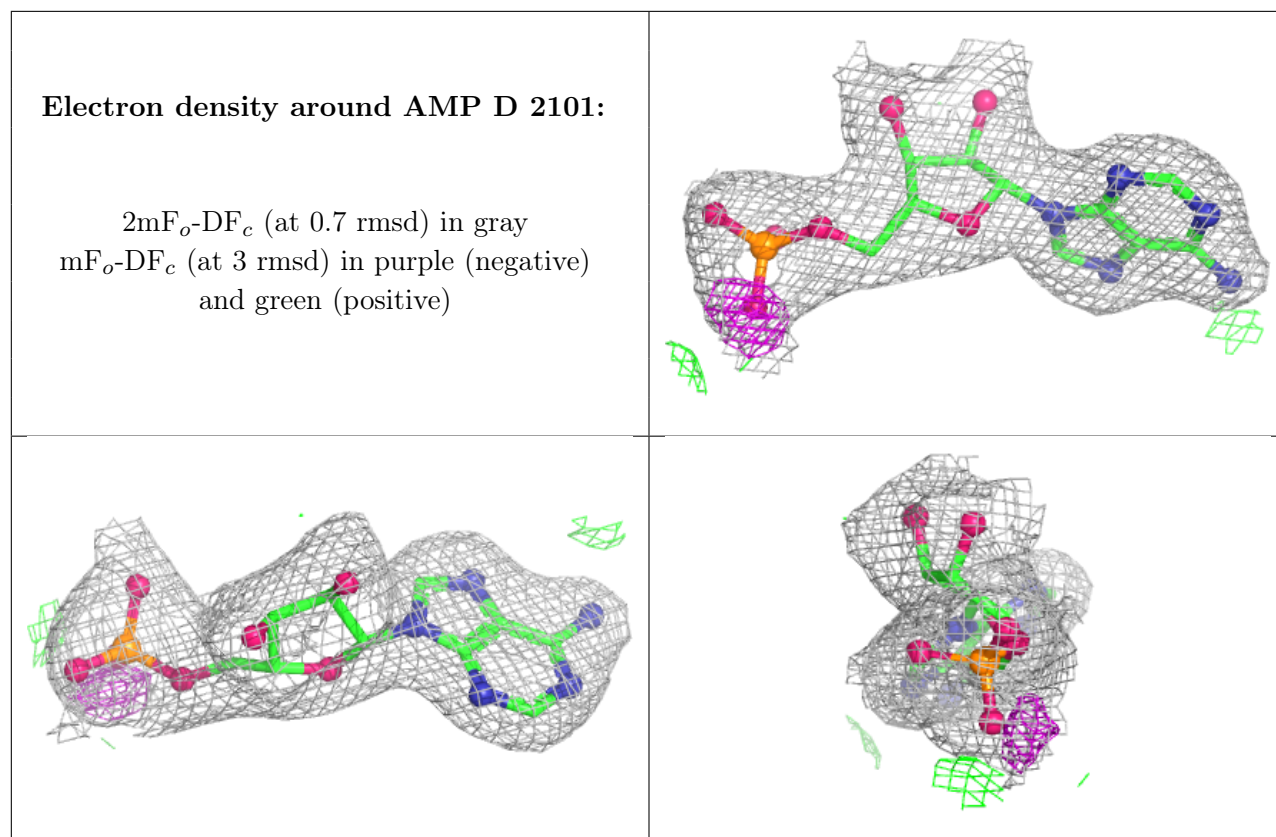 Electron density around AMP D 2101:
2mFo-DFc (at 0.7 rmsd) in gray
mFo-DFc (at 3 rmsd) in purple (negative)
and green (positive)